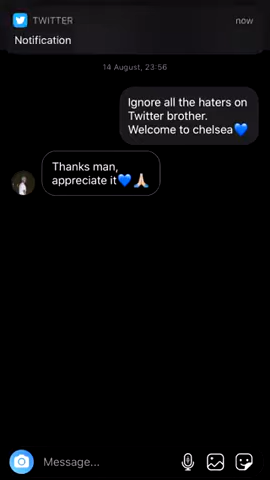 TWITTER now
Notification
14 August, 23:56
Ignore all the haters on
Twitter brother.
Welcome to chelsea💙
Thanks man,
appreciate it💙🙏🏻
Message...